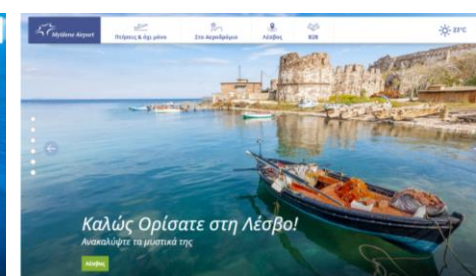 Mytilene Airport
Πτήσεις & όχι μόνο
Στο Αεροδρόμιο
Λέσβος
B2B
23°C
Καλώς Ορίσατε στη Λέσβο!
Ανακαλύψτε τα μυστικά της
Λέσβος